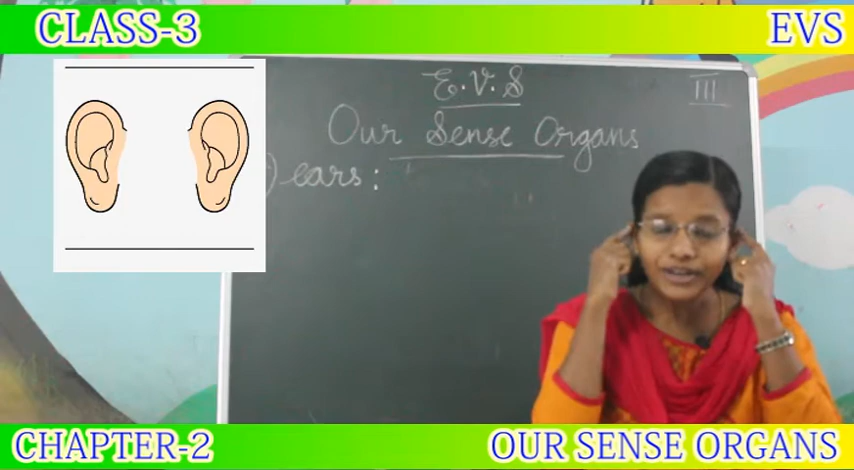 CLASS-3 EVS
E.V.S III
Our Sense Organs
) ears:
CHAPTER-2 OUR SENSE ORGANS